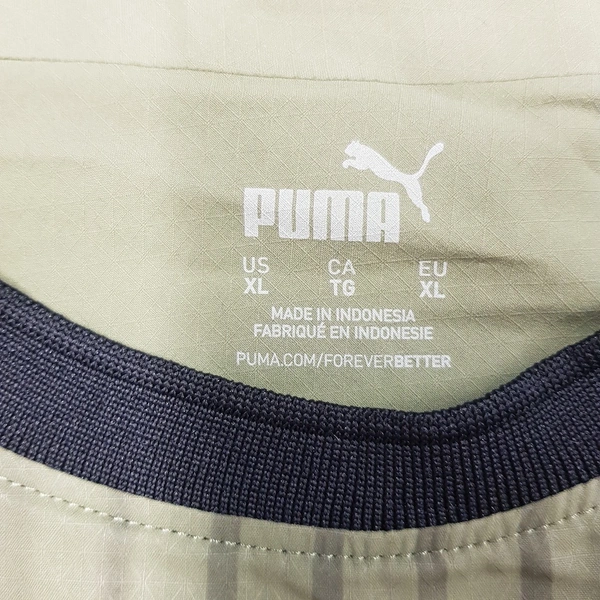 PUMA
US CA EU
XL TG XL
MADE IN INDONESIA
FABRIQUÉ EN INDONESIE
PUMA.COM/FOREVERBETTER